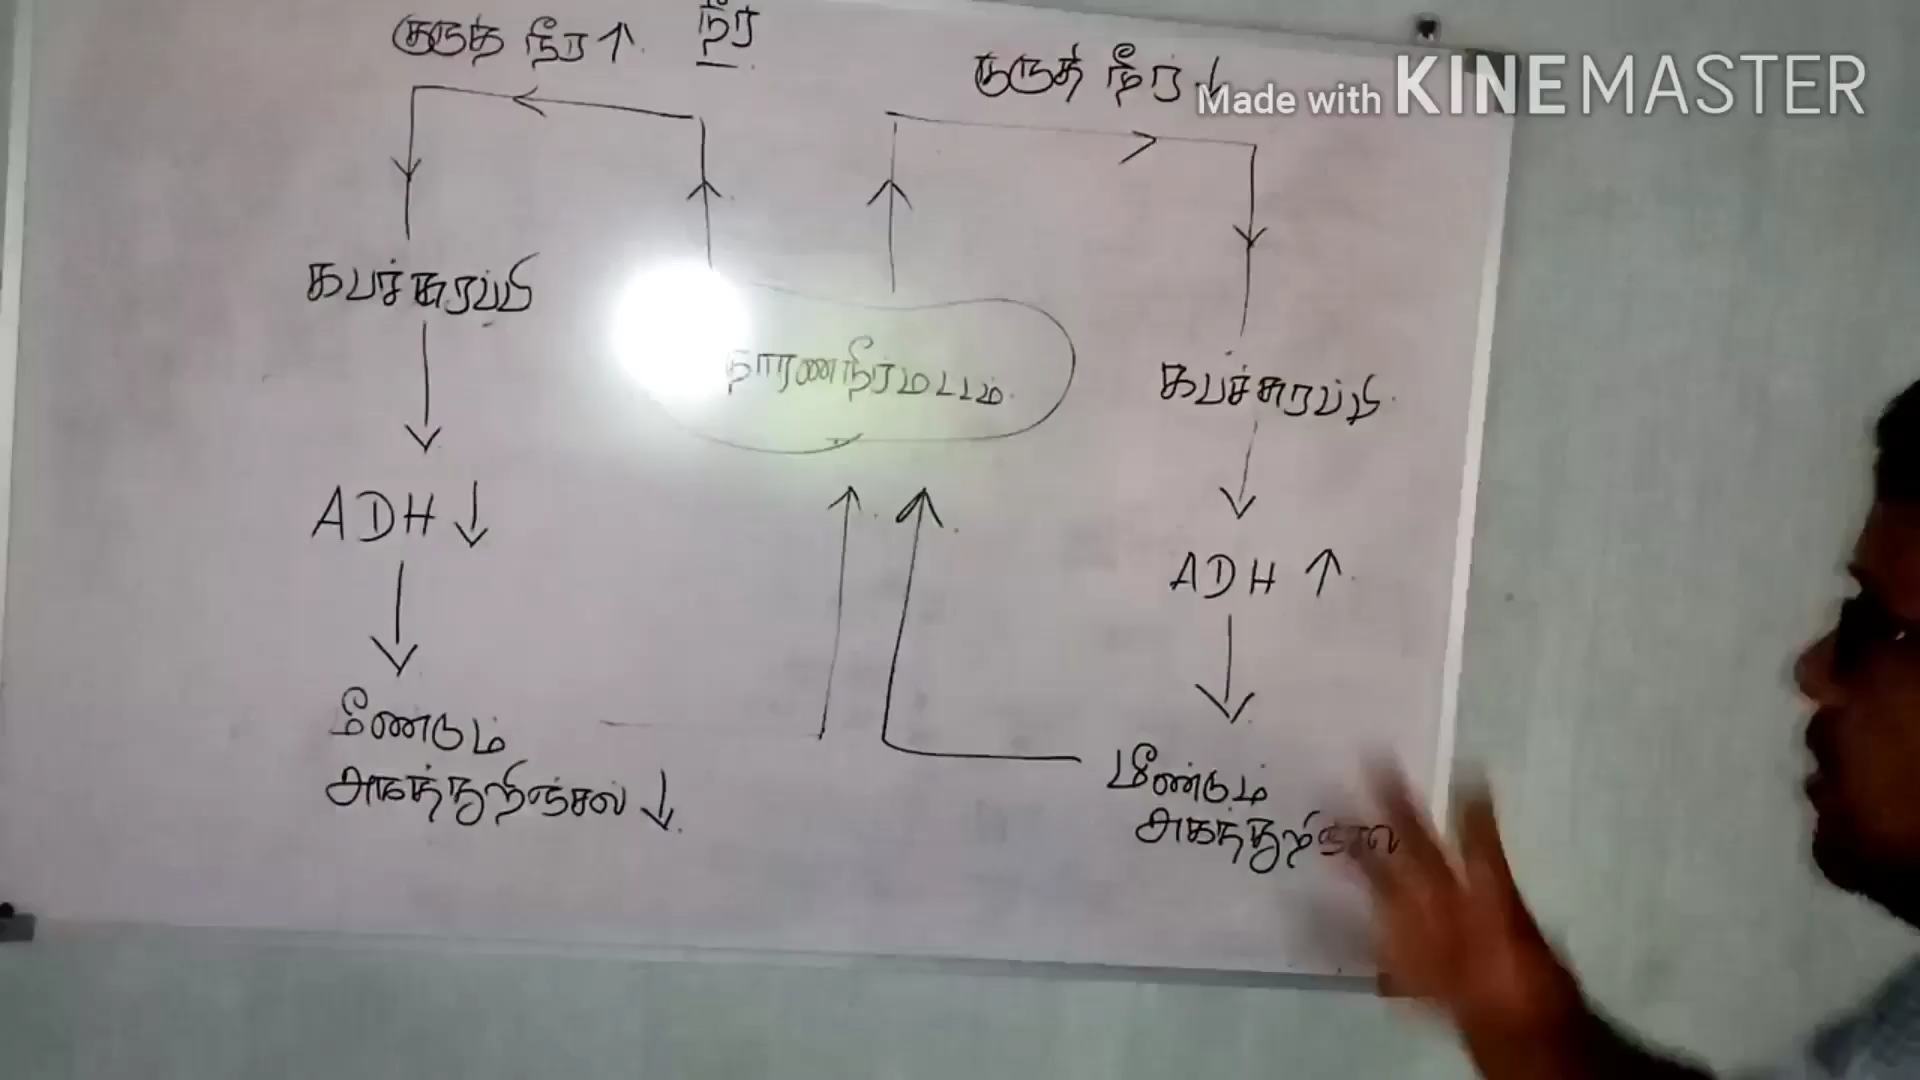 நீர்
குருதி நீர் ↑
குருதி நீர் ↓
Made with KINEMASTER
கபச்சுரப்பி
சாரணநீர்மட்டம்
கபச்சுரப்பி
ADH ↓
ADH ↑
மீண்டும்
அகத்துறிஞ்சல் ↓
மீண்டும்